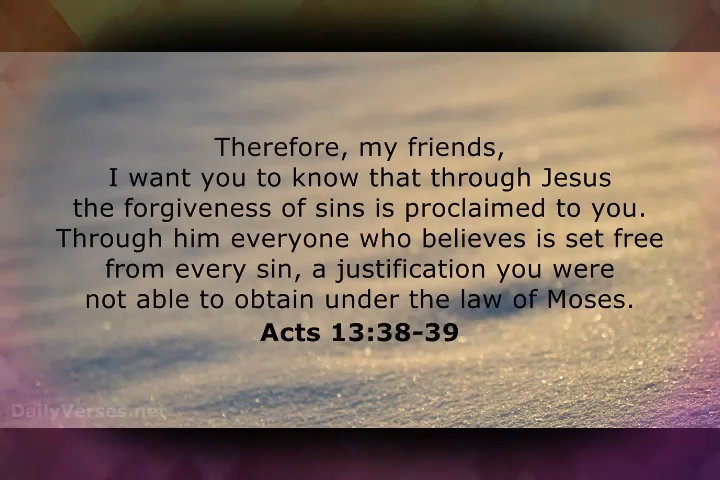 Therefore, my friends,
I want you to know that through Jesus
the forgiveness of sins is proclaimed to you.
Through him everyone who believes is set free
from every sin, a justification you were
not able to obtain under the law of Moses.
Acts 13:38-39
DailyVerses.net